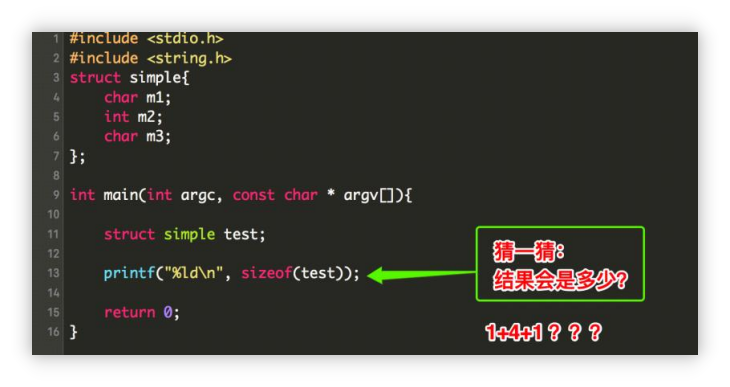 1 #include <stdio.h>
2 #include <string.h>
3 struct simple{
4 char m1;
5 int m2;
6 char m3;
7 };
8
9 int main(int argc, const char * argv[]){
10
11 struct simple test;
12
13 printf("%ld\n", sizeof(test));
14
15 return 0;
16 }
猜一猜：
结果会是多少？
1+4+1？？？